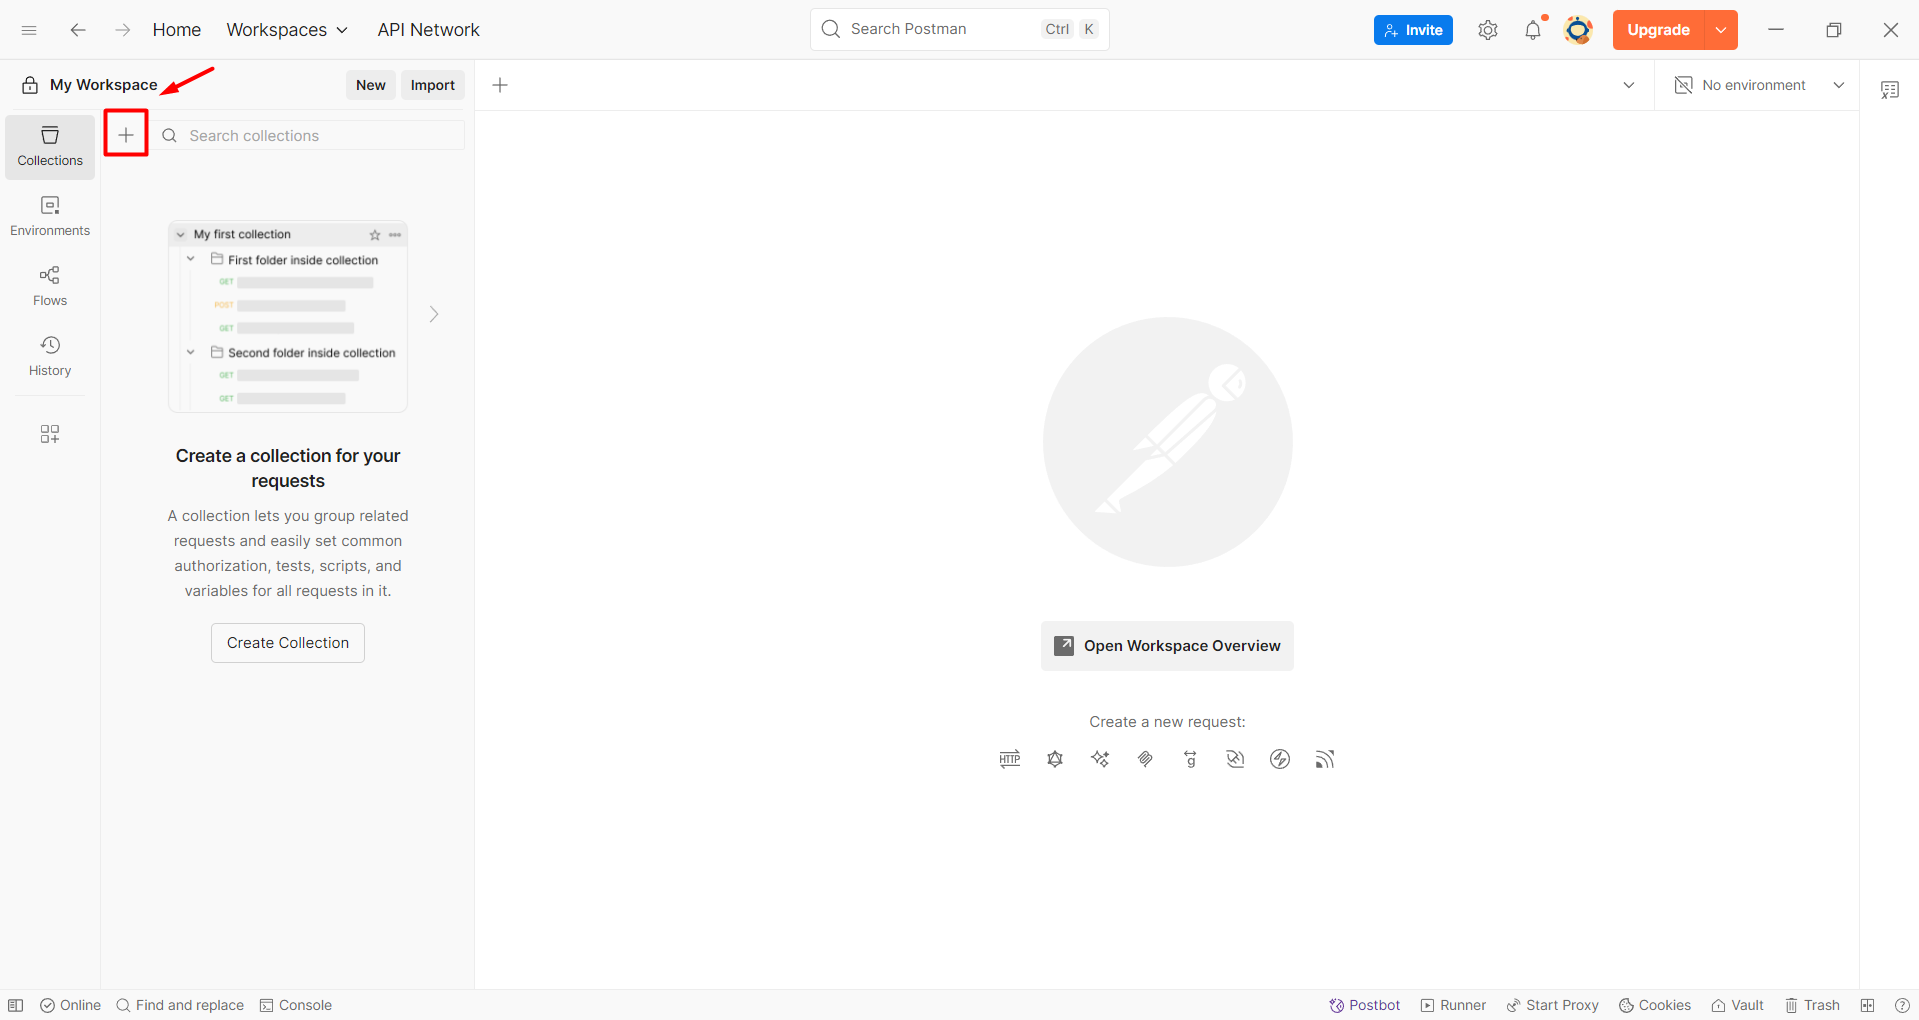 Home
Workspaces
API Network
Search Postman
Ctrl
K
Invite
Upgrade
My Workspace
New
Import
No environment
Collections
Search collections
Environments
Flows
History
My first collection
First folder inside collection
GET
POST
GET
Second folder inside collection
GET
GET
Create a collection for your
requests
A collection lets you group related
requests and easily set common
authorization, tests, scripts, and
variables for all requests in it.
Create Collection
Open Workspace Overview
Create a new request:
HTTP
g
Online
Find and replace
Console
Postbot
Runner
Start Proxy
Cookies
Vault
Trash